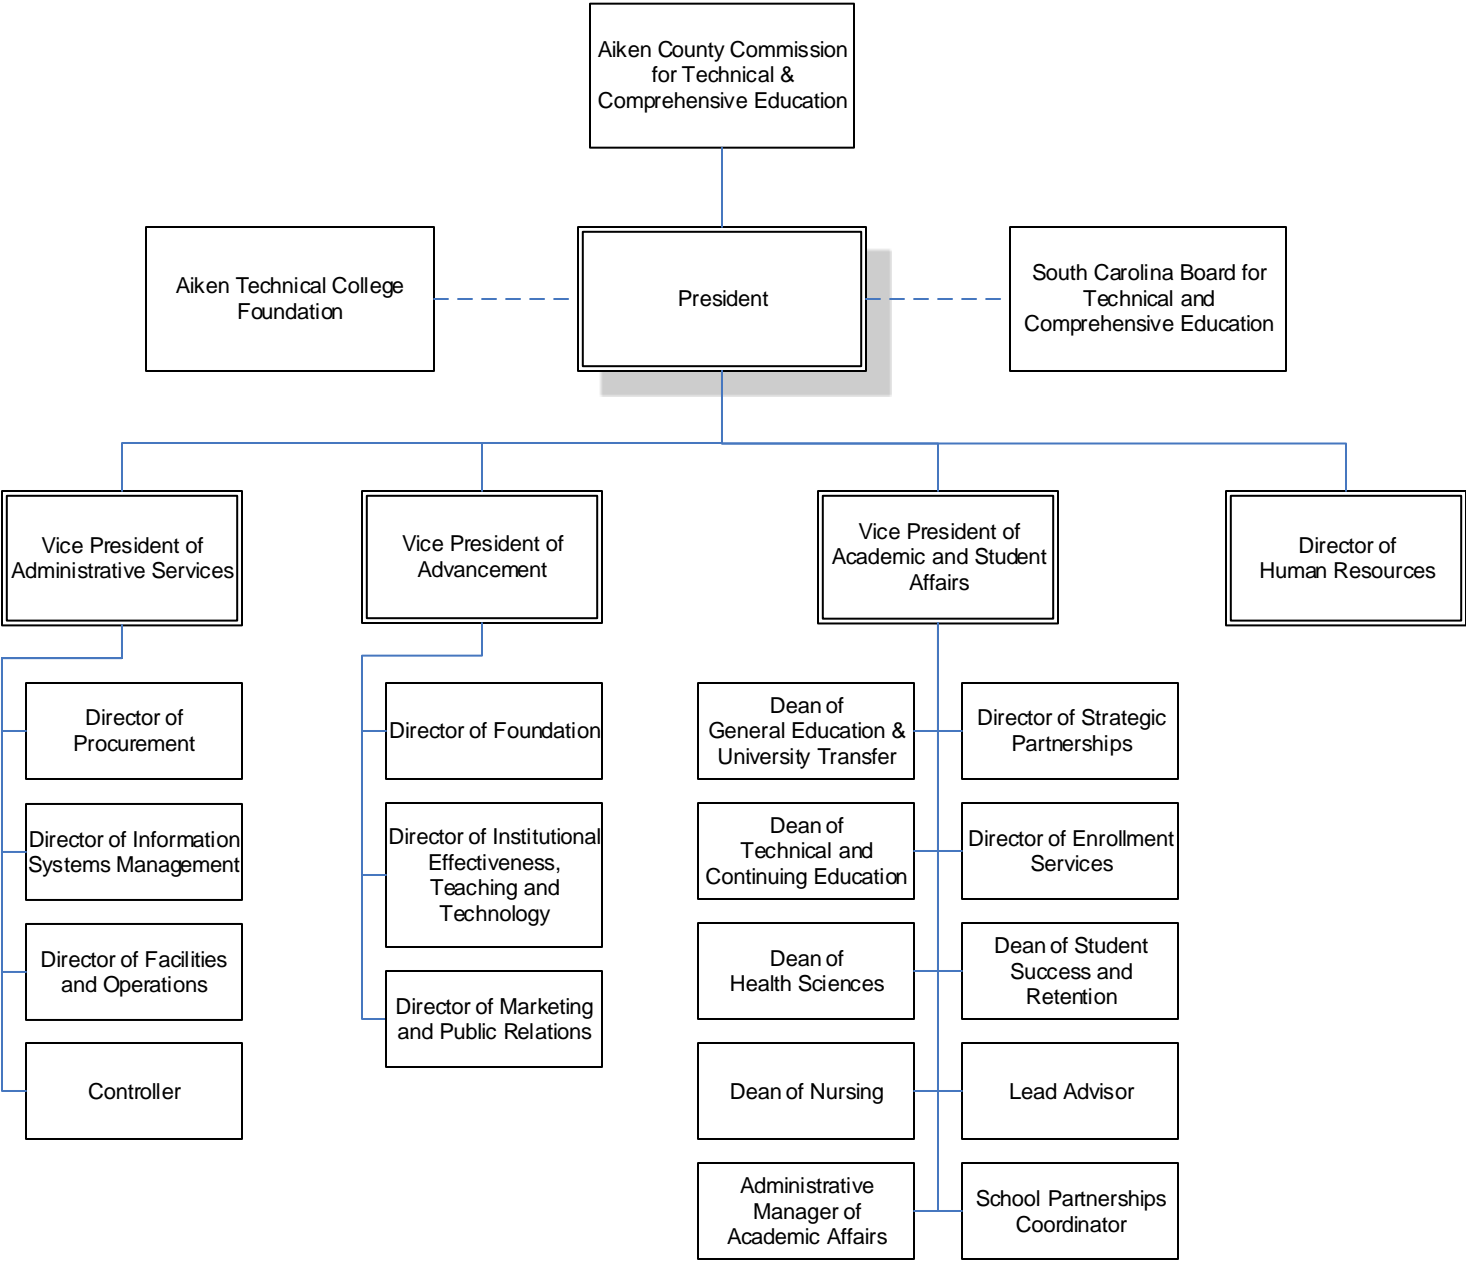 Aiken County Commission
for Technical &
Comprehensive Education
Aiken Technical College
Foundation
President
South Carolina Board for
Technical and
Comprehensive Education
Vice President of
Administrative Services
Vice President of
Advancement
Vice President of
Academic and Student
Affairs
Director of
Human Resources
Director of
Procurement
Director of Information
Systems Management
Director of Facilities
and Operations
Controller
Director of Foundation
Director of Institutional
Effectiveness,
Teaching and
Technology
Director of Marketing
and Public Relations
Dean of
General Education &
University Transfer
Dean of
Technical and
Continuing Education
Dean of
Health Sciences
Dean of Nursing
Administrative
Manager of
Academic Affairs
Director of Strategic
Partnerships
Director of Enrollment
Services
Dean of Student
Success and
Retention
Lead Advisor
School Partnerships
Coordinator